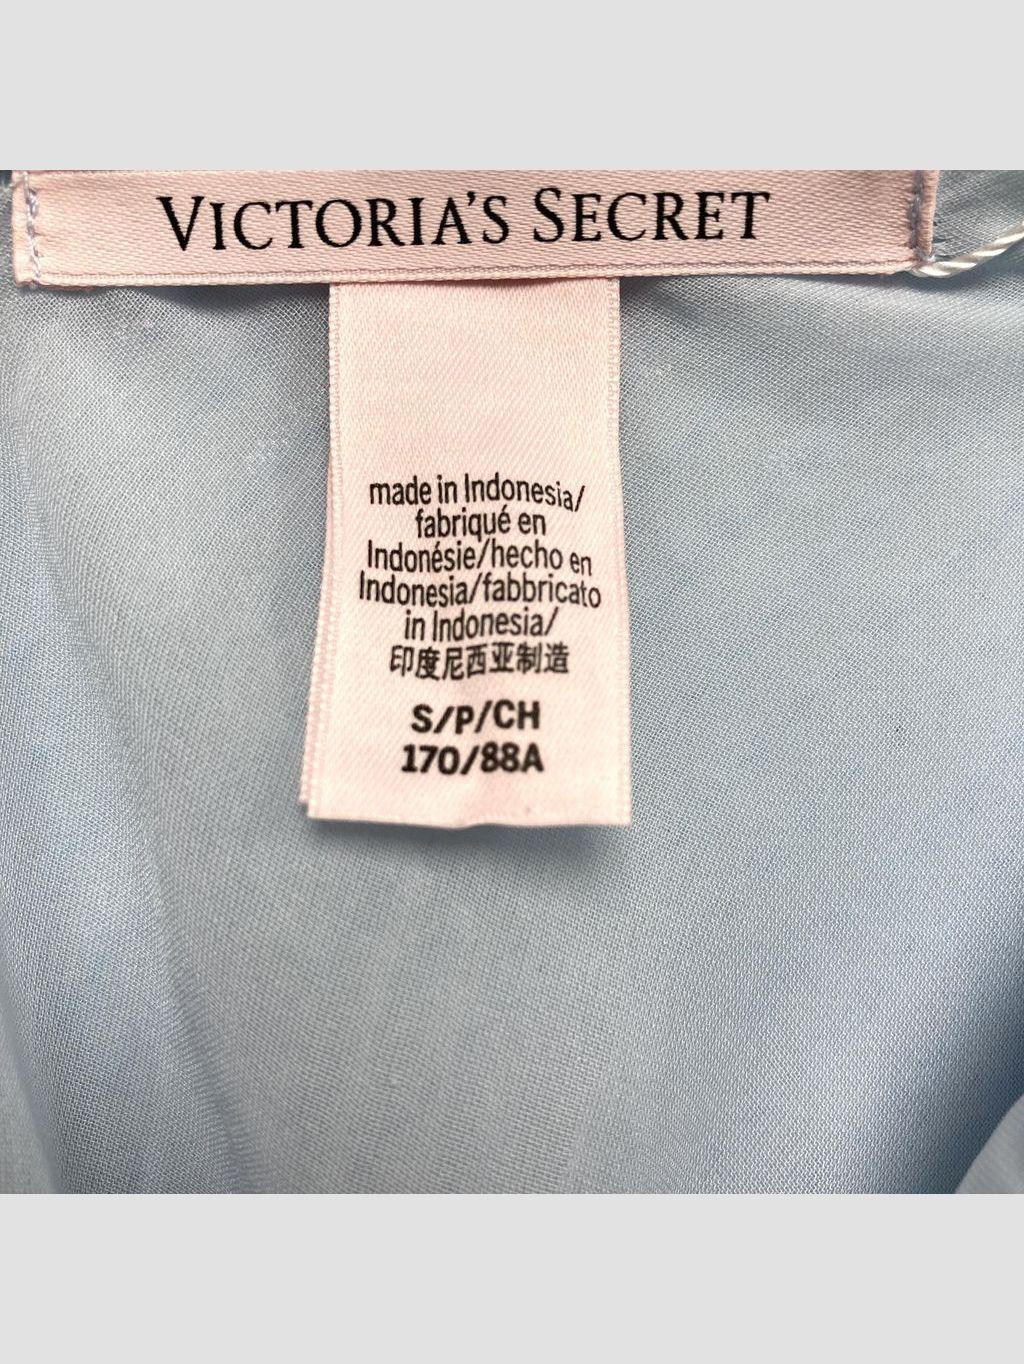 VICTORIA'S SECRET
made in Indonesia/
fabriqué en
Indonésie/hecho en
Indonesia/fabbricato
in Indonesia/
印度尼西亚制造
S/P/CH
170/88A